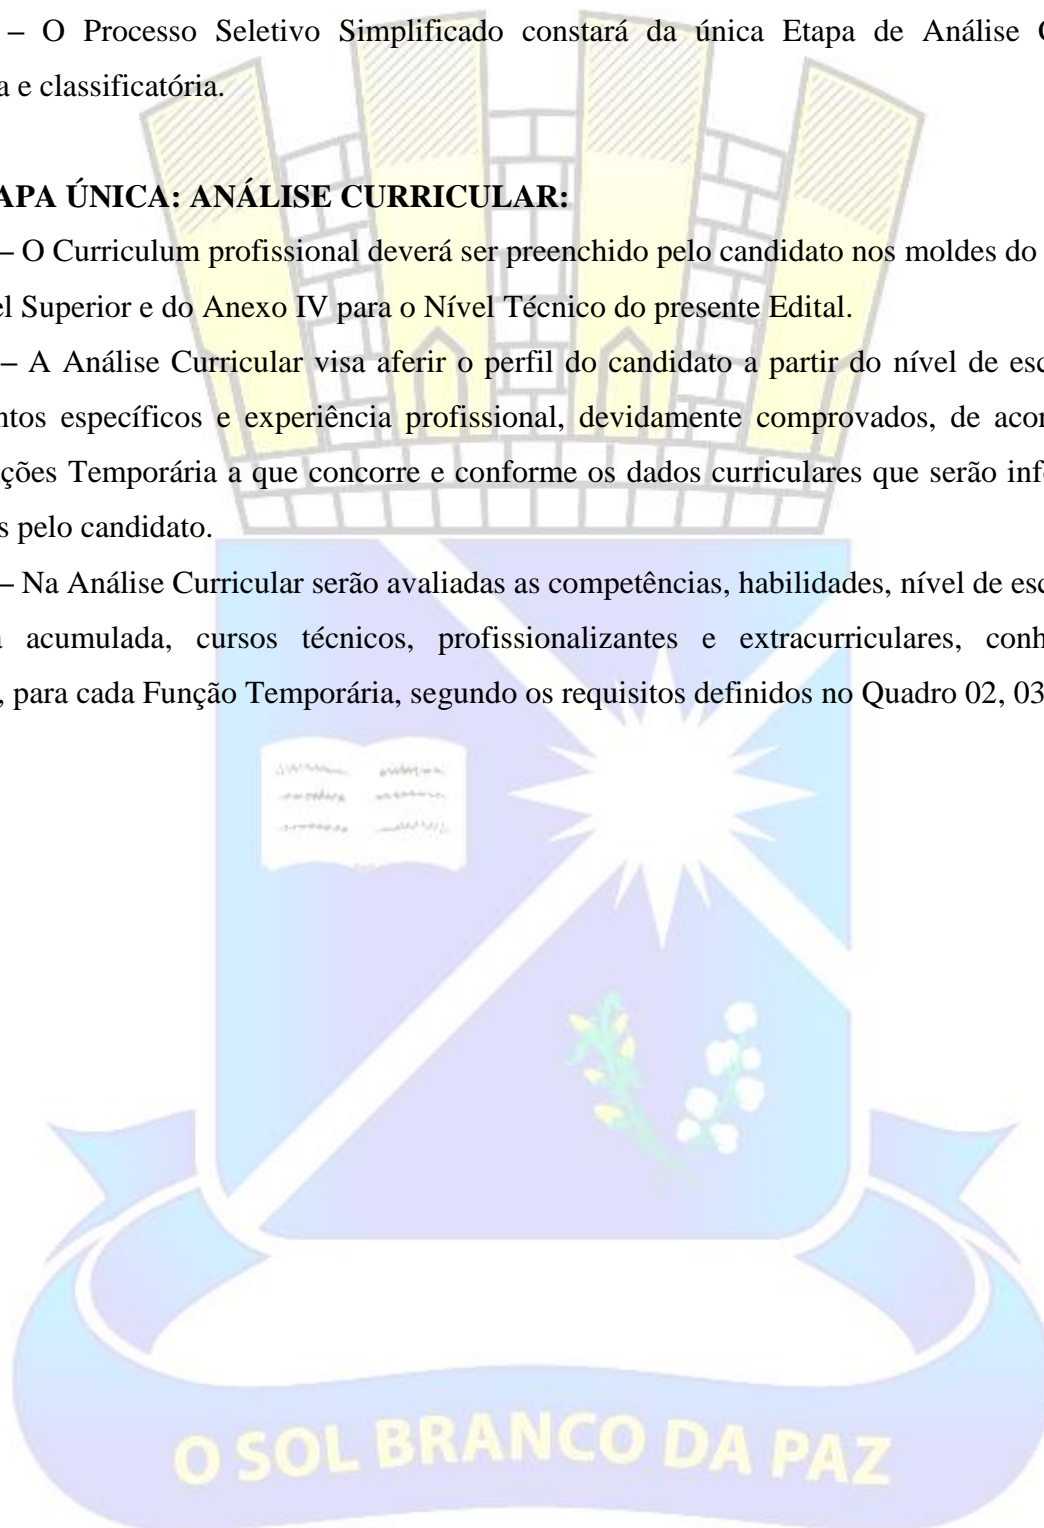 – O Processo Seletivo Simplificado constará da única Etapa de Análise
a e classificatória.
APA ÚNICA: ANÁLISE CURRICULAR:
– O Curriculum profissional deverá ser preenchido pelo candidato nos moldes do
el Superior e do Anexo IV para o Nível Técnico do presente Edital.
– A Análise Curricular visa aferir o perfil do candidato a partir do nível de esc
ntos específicos e experiência profissional, devidamente comprovados, de acor
ções Temporária a que concorre e conforme os dados curriculares que serão inf
s pelo candidato.
– Na Análise Curricular serão avaliadas as competências, habilidades, nível de esc
a acumulada, cursos técnicos, profissionalizantes e extracurriculares, conh
, para cada Função Temporária, segundo os requisitos definidos no Quadro 02, 03
O SOL BRANCO DA PAZ